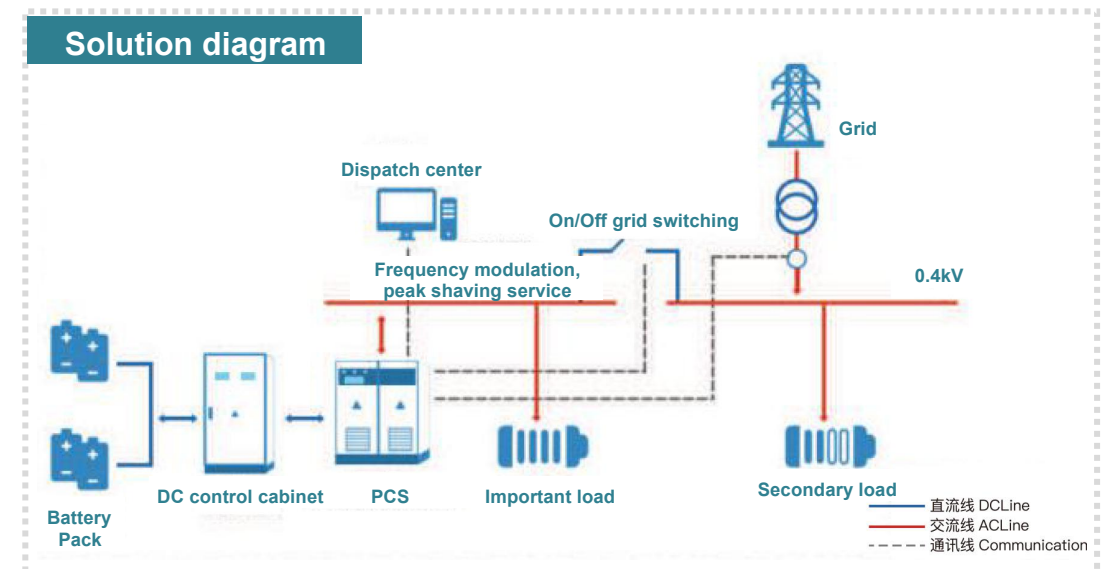 Solution diagram
Grid
Dispatch center
On/Off grid switching
Frequency modulation,
peak shaving service
0.4kV
DC control cabinet
PCS
Important load
Secondary load
Battery
Pack
直流线 DCLine
交流线 ACLine
通讯线 Communication